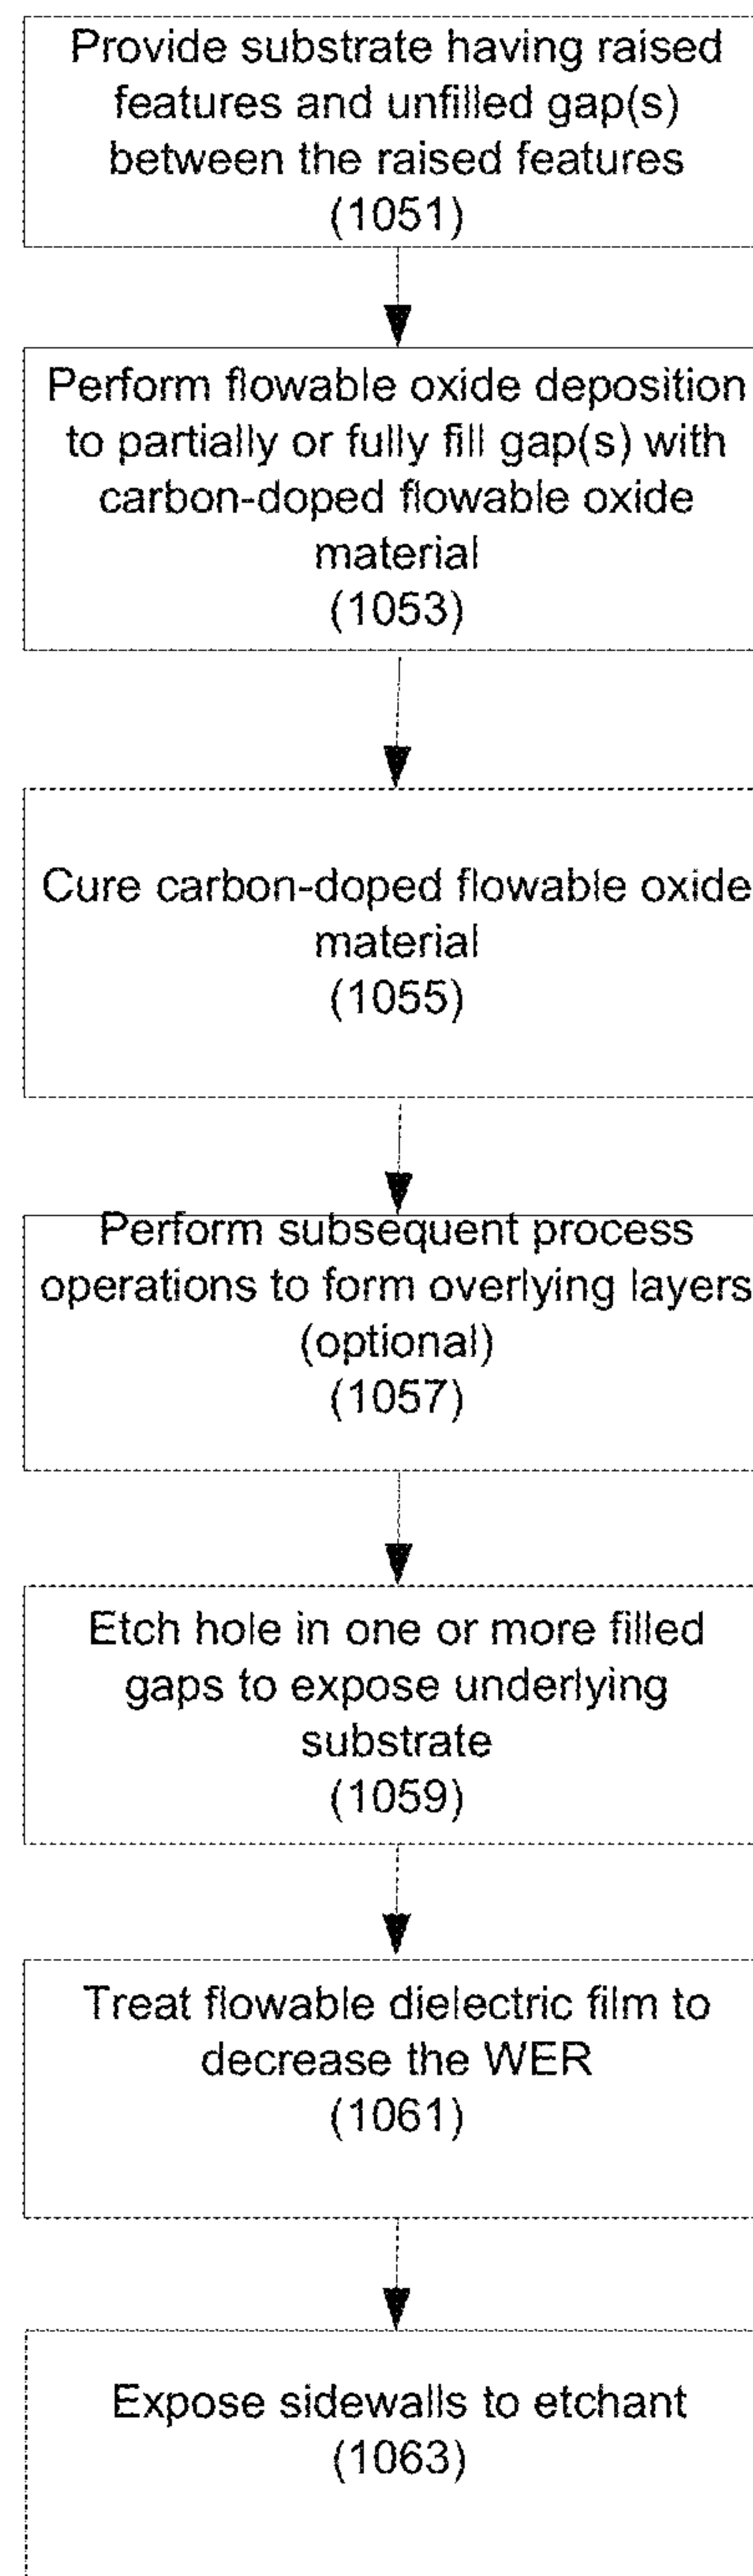 Provide substrate having raised
features and unfilled gap(s)
between the raised features
(1051)
Perform flowable oxide deposition
to partially or fully fill gap(s) with
carbon-doped flowable oxide
material
(1053)
Cure carbon-doped flowable oxide
material
(1055)
Perform subsequent process
operations to form overlying layers
(optional)
(1057)
Etch hole in one or more filled
gaps to expose underlying
substrate
(1059)
Treat flowable dielectric film to
decrease the WER
(1061)
Expose sidewalls to etchant
(1063)